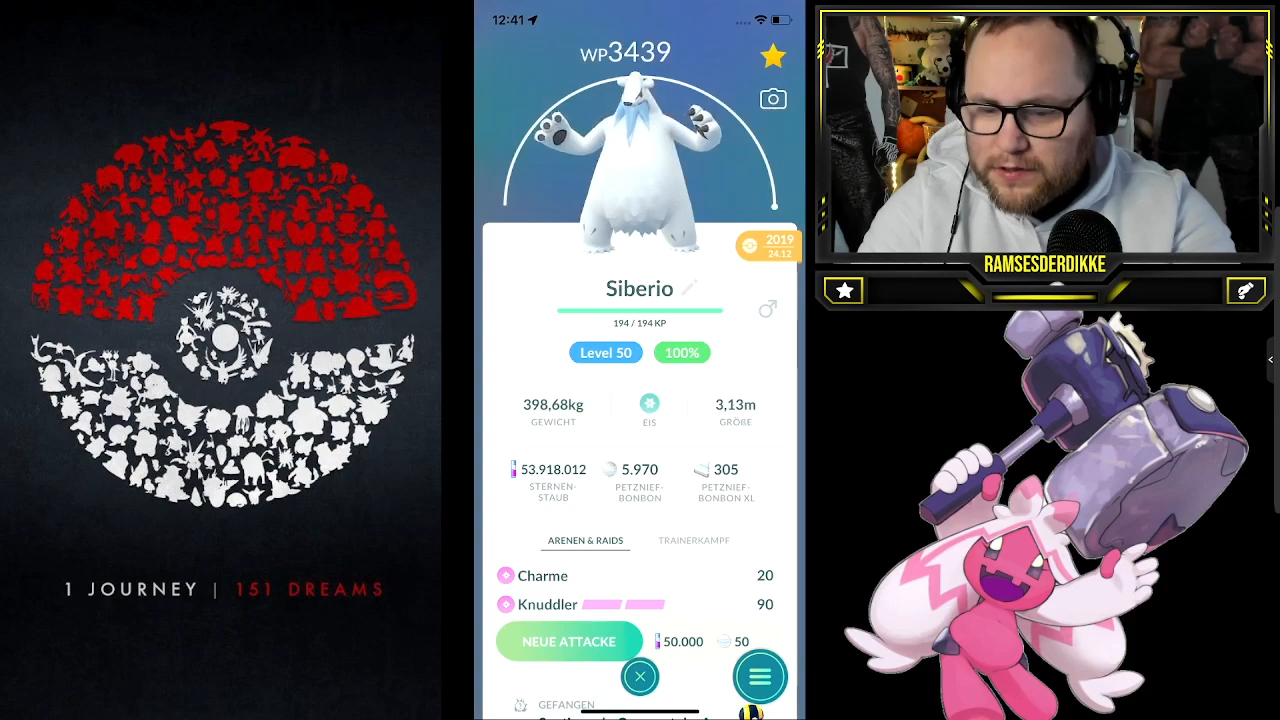 1 JOURNEY | 151 DREAMS
12:41
WP3439
2019
24.12
Siberio
194 / 194 KP
Level 50
100%
398,68kg
GEWICHT
EIS
3,13m
GRÖßE
53.918.012
STERNEN-
STAUB
5.970
PETZNIEF-
BONBON
305
PETZNIEF-
BONBON XL
ARENEN & RAIDS
TRAINERKAMPF
Charme 20
Knuddler 90
NEUE ATTACKE 50.000 50
GEFANGEN
RAMSESDERDIKKE